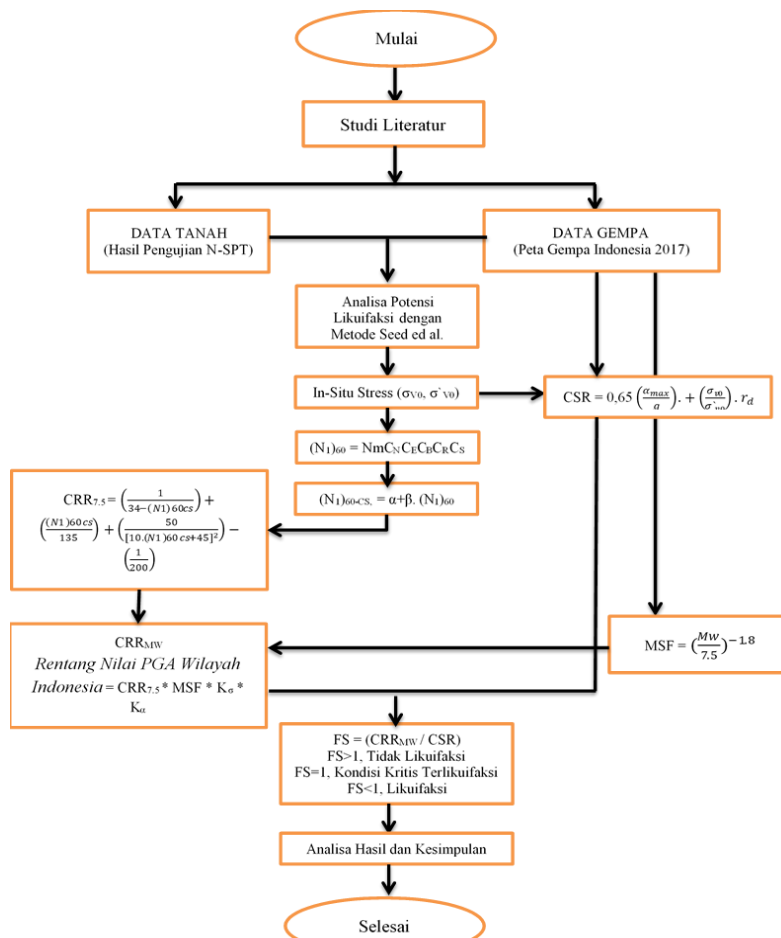 Mulai
Studi Literatur
DATA TANAH
(Hasil Pengujian N-SPT)
DATA GEMPA
(Peta Gempa Indonesia 2017)
Analisa Potensi
Likuifaksi dengan
Metode Seed ed al.
In-Situ Stress (σV0, σ`V0)
CSR = 0,65 (αmax/a). + (σv0/σ`v0). rd
(N1)60 = NmCNCECBCRCS
(N1)60-CS, = α+β. (N1)60
CRR7.5 = (1/34−(N1)60cs) +
((N1)60cs/135) + (50/[10.(N1)60cs+45]²) −
(1/200)
CRRMW
Rentang Nilai PGA Wilayah
Indonesia = CRR7.5 * MSF * Kσ *
Kα
MSF = (Mw/7.5)−1.8
FS = (CRRMW / CSR)
FS>1, Tidak Likuifaksi
FS=1, Kondisi Kritis Terlikuifaksi
FS<1, Likuifaksi
Analisa Hasil dan Kesimpulan
Selesai